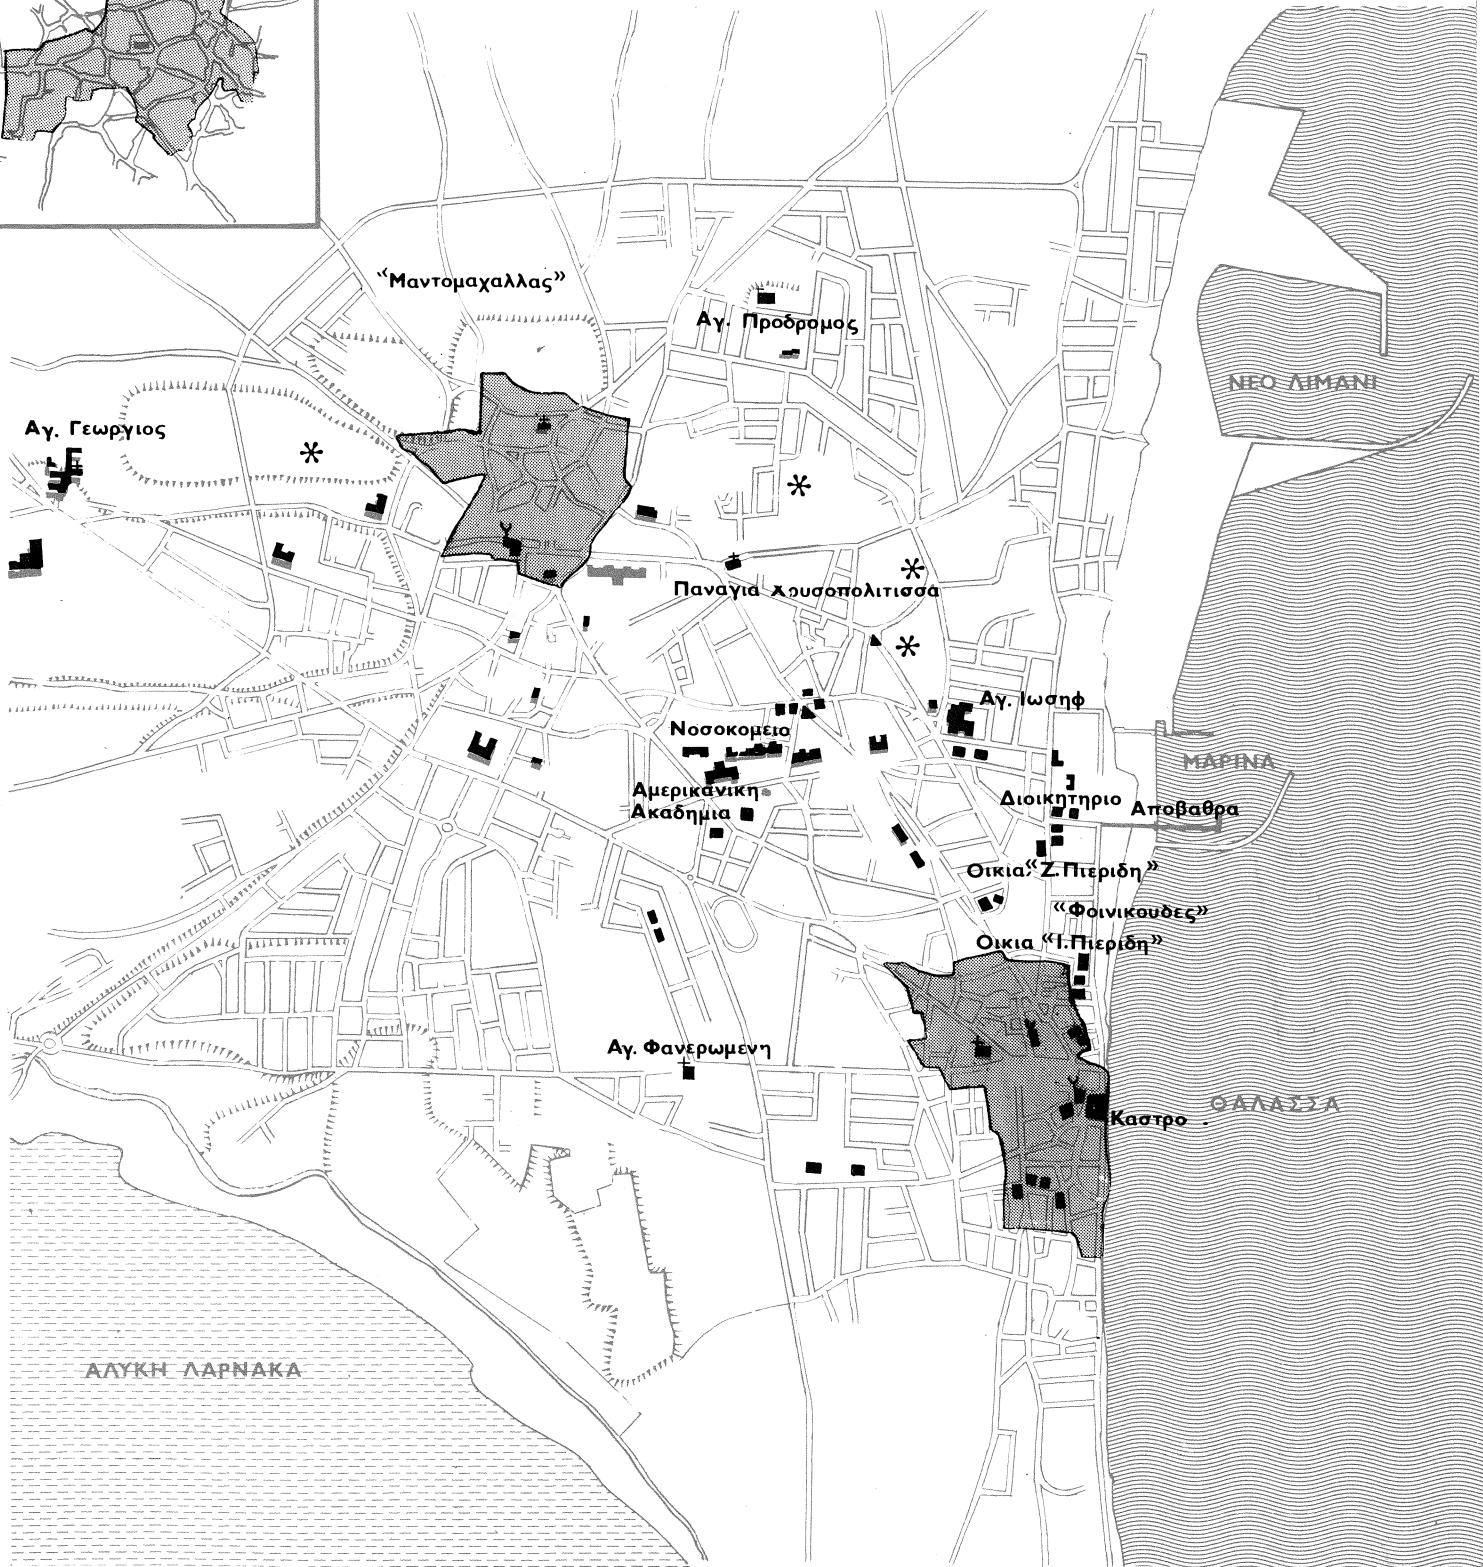 “Μαντομαχαλλας”
Αγ. Προδρομος
ΝΕΟ ΛΙΜΑΝΙ
Αγ. Γεωργιος
Παναγια Χρυσοπολιτισσα
Αγ. Ιωσηφ
Νοσοκομειο
ΜΑΡΙΝΑ
Αμερικανικη
Ακαδημια
Διοικητηριο
Αποβαθρα
Οικια “Ζ.Πιεριδη”
“Φοινικουδες”
Οικια “Ι.Πιεριδη”
Αγ. Φανερωμενη
ΘΑΛΑΣΣΑ
Καστρο
ΑΛΥΚΗ ΛΑΡΝΑΚΑ